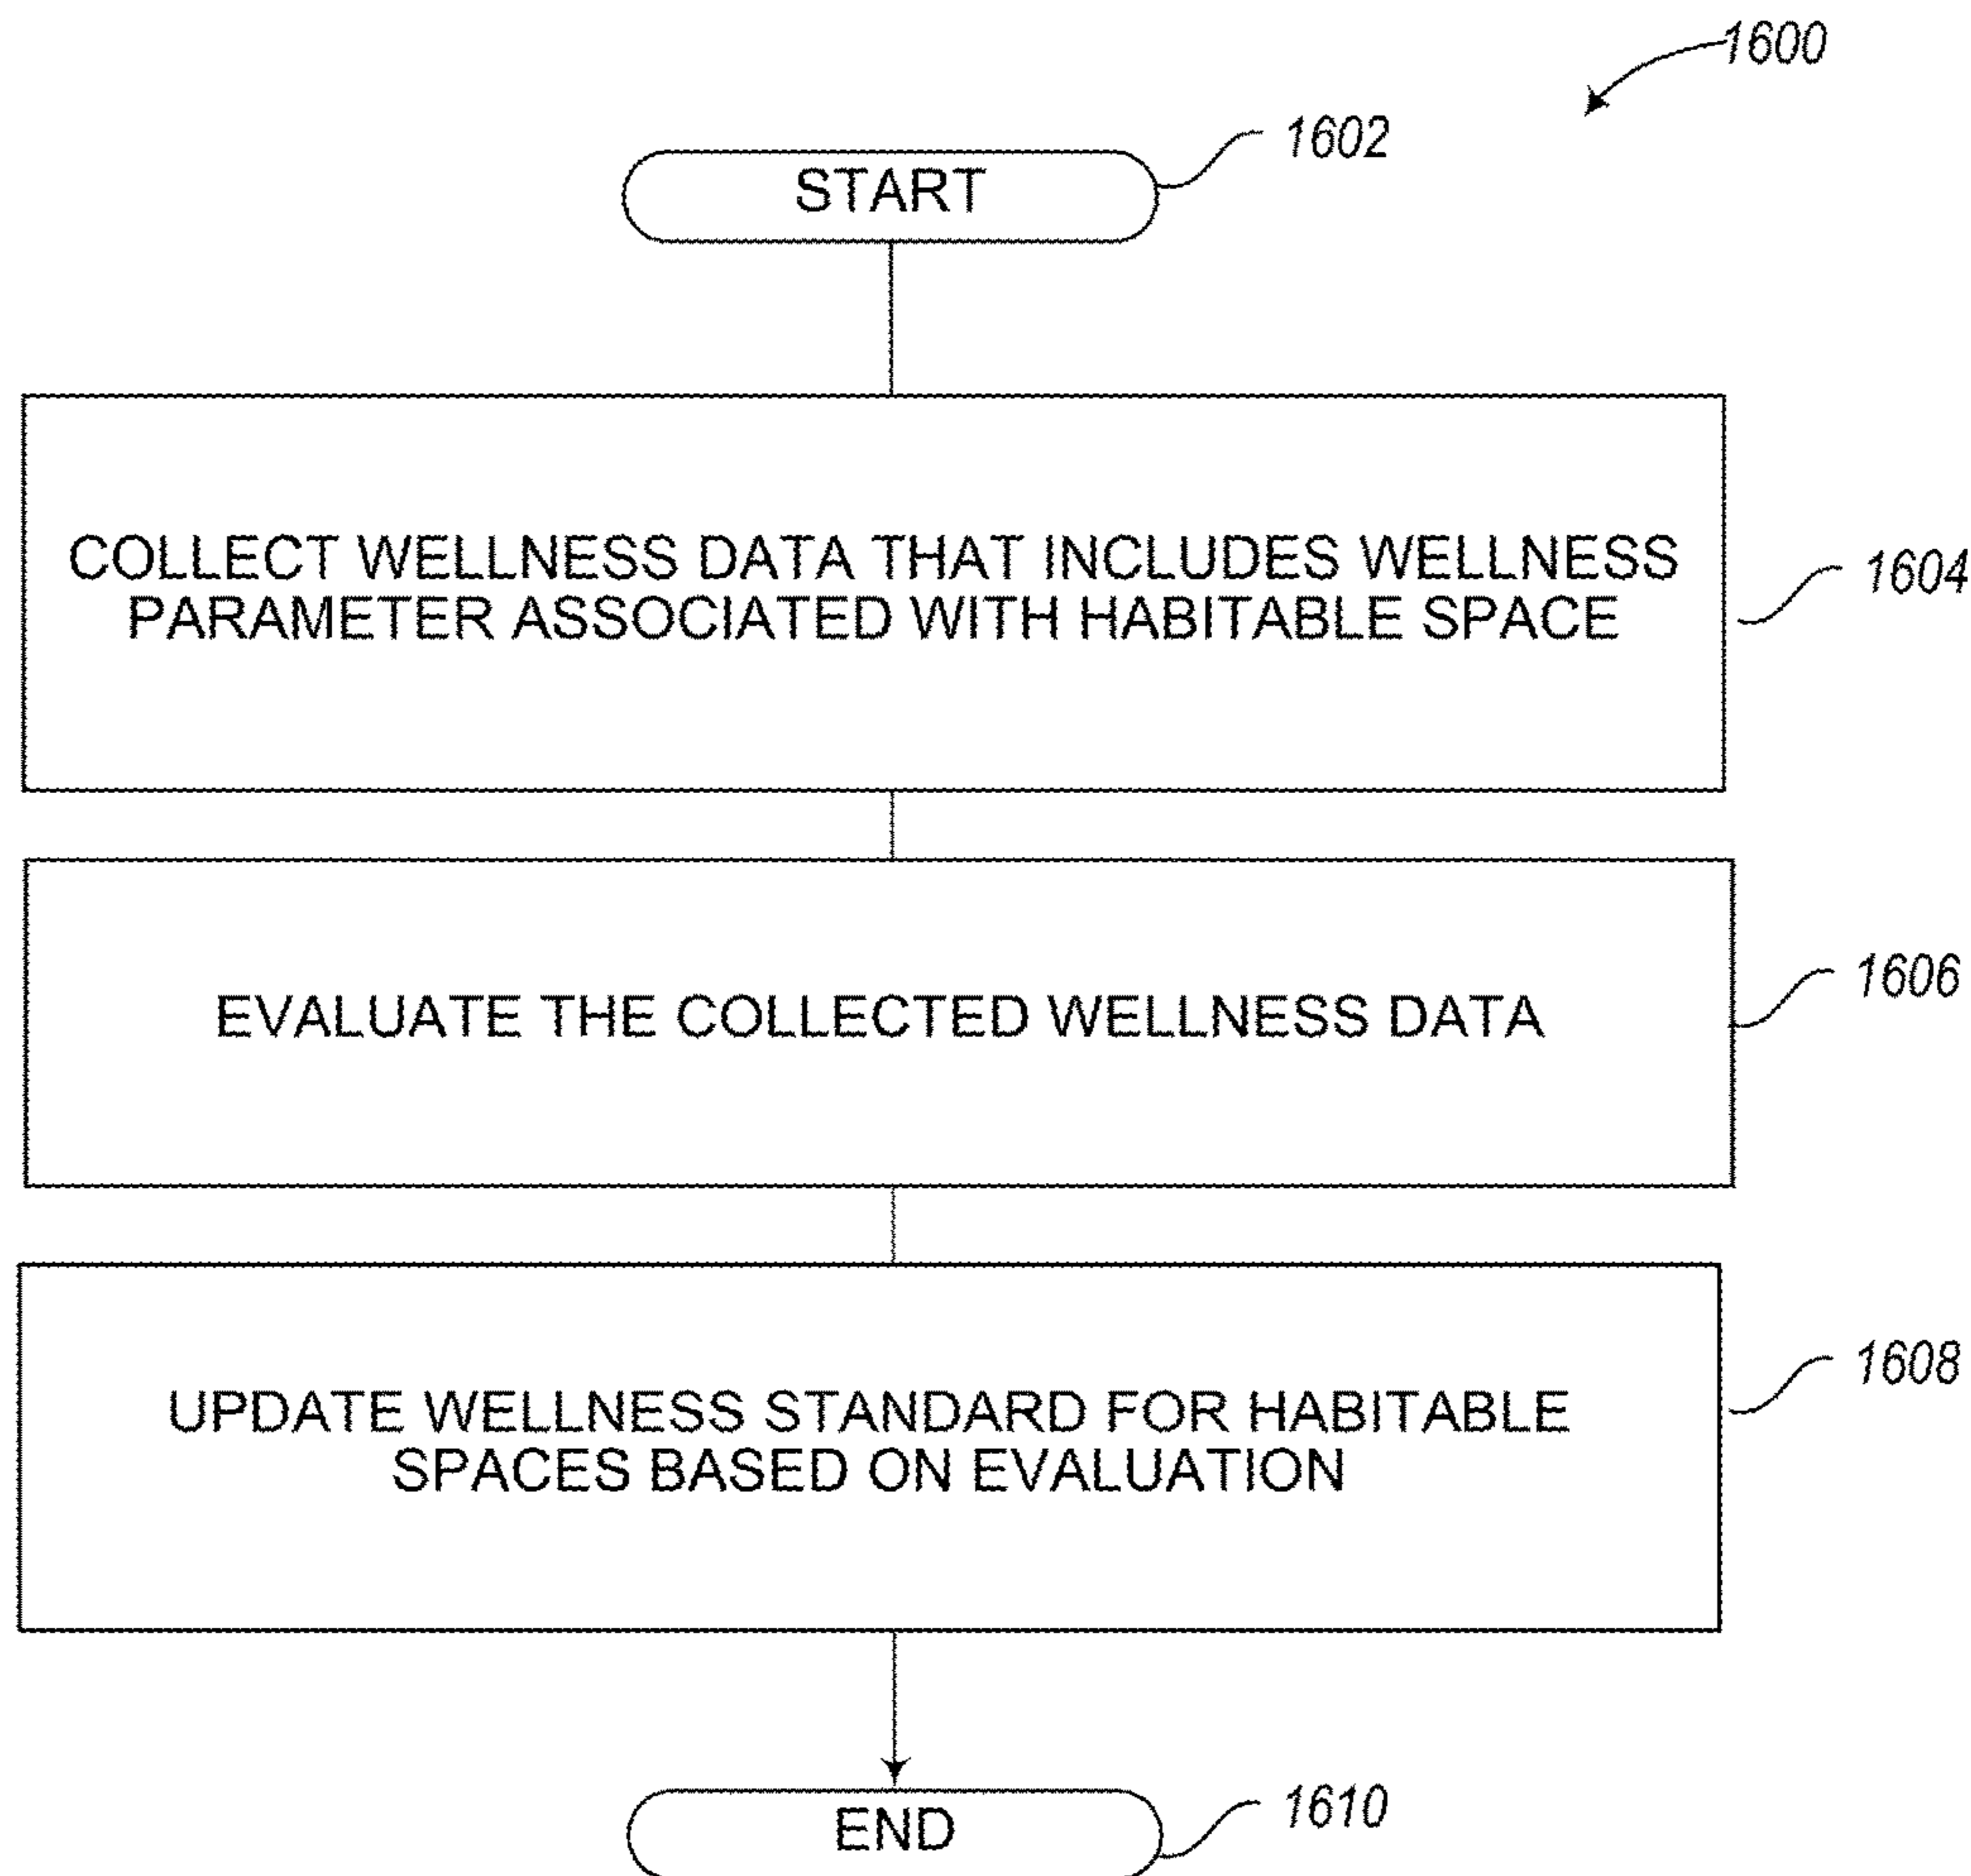 1600
1602
START
COLLECT WELLNESS DATA THAT INCLUDES WELLNESS
PARAMETER ASSOCIATED WITH HABITABLE SPACE
1604
EVALUATE THE COLLECTED WELLNESS DATA
1606
UPDATE WELLNESS STANDARD FOR HABITABLE
SPACES BASED ON EVALUATION
1608
END
1610